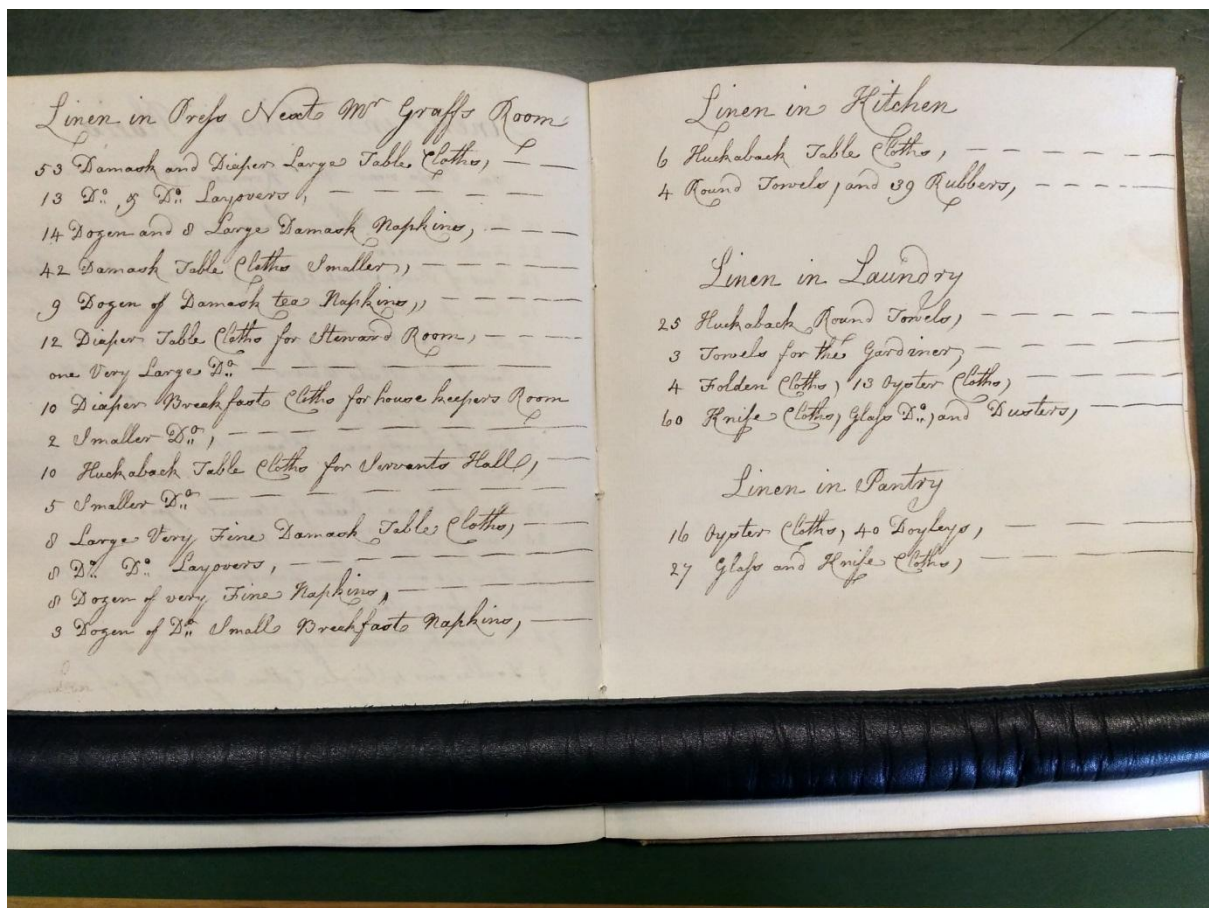 Linen in Press Next Mr Graffs Room
53 Damask and Diaper Large Table Cloths, — —
13 Do. & Do. Layovers, — — — — —
14 Dozen and 8 Large Damask Napkins, — — —
42 Damask Table Cloths Smaller, — — — —
9 Dozen of Damask tea Napkins, — — — —
12 Diaper Table Cloths for Steward Room, — — —
one Very Large Do. — — — — — — —
10 Diaper Breekfast Cloths for house keepers Room
2 Smaller Do., — — — — — — — —
10 Huckaback Table Cloths for Servants Hall, —
5 Smaller Do. — — — — — — — —
8 Large Very Fine Damask Table Cloths, — —
8 Do. Do. Layovers, — — — — — — —
8 Dozen of very Fine Napkins, — — —
3 Dozen of Do. Small Breekfast Napkins, —
Linen in Kitchen
6 Huckaback Table Cloths, — — — — — —
4 Round Towels, and 39 Rubbers, — — — — —
Linen in Laundry
25 Huckaback Round Towels, — — — — —
3 Towels for the Gardiner, — — — — —
4 Folden Cloths, 13 Oyster Cloths, — — — —
60 Knife Cloths, Glass Do., and Dusters, — —
Linen in Pantry
16 Oyster Cloths, 40 Doyleys, — —
27 Glass and Knife Cloths, — — — —